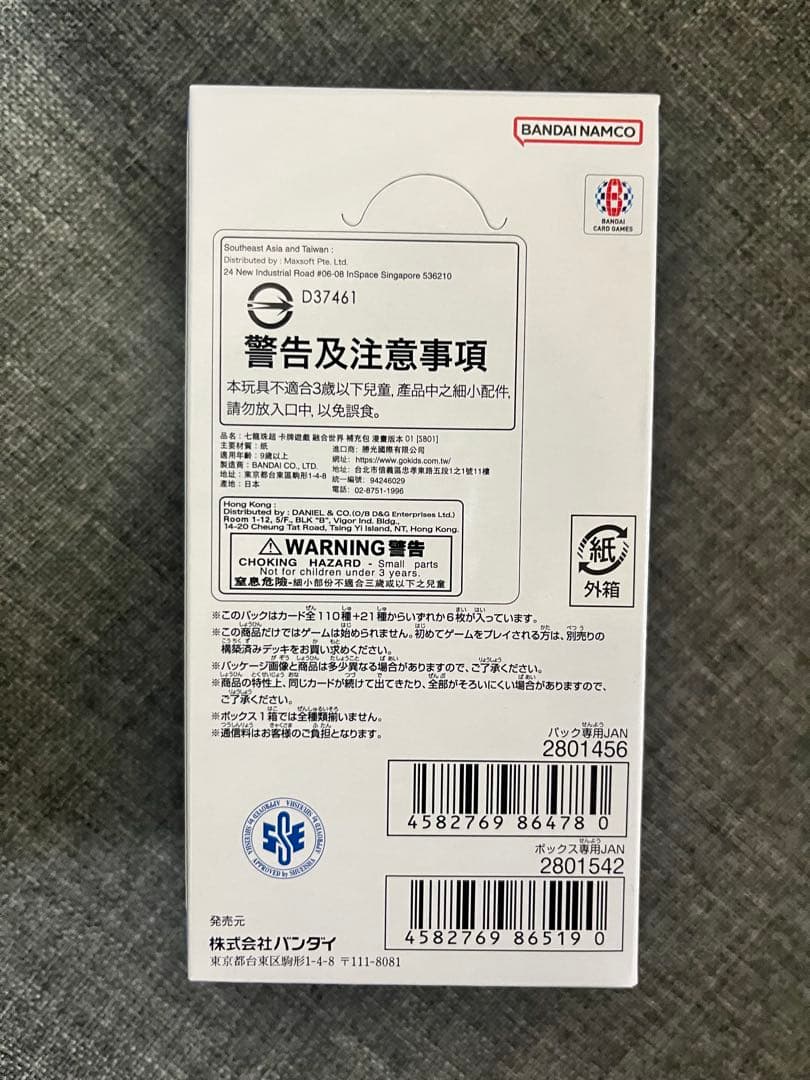 BANDAI NAMCO
BANDAI
CARD GAMES
Southeast Asia and Taiwan :
Distributed by : Maxsoft Pte. Ltd.
24 New Industrial Road #06-08 InSpace Singapore 536210
D37461
警告及注意事項
本玩具不適合3歲以下兒童,產品中之細小配件,
請勿放入口中,以免誤食。
品名:七龍珠超 卡牌遊戲 融合世界 補充包 漫畫版本 01 [SB01]
主要材質:紙
適用年齡:9歲以上
製造商:BANDAI CO., LTD.
地址:東京都台東區駒形1-4-8
產地:日本
進口商:勝光國際有限公司
網址:https://www.gokids.com.tw/
地址:台北市信義區忠孝東路五段1之1號11樓
統一編號:94246029
電話:02-8751-1996
Hong Kong :
Distributed by : DANIEL & CO.(O/B D&G Enterprises Ltd.)
Room 1-12, 5/F., BLK "B", Vigor Ind. Bldg.,
14-20 Cheung Tat Road, Tsing Yi Island, NT, Hong Kong.
WARNING 警告
CHOKING HAZARD - Small parts
Not for children under 3 years.
窒息危險-細小部份不適合三歲或以下之兒童
紙
外箱
※このパックはカード全110種+21種からいずれか6枚が入っています。
※この商品だけではゲームは始められません。初めてゲームをプレイされる方は、別売りの
構築済みデッキをお買い求めください。
※パッケージ画像と商品は多少異なる場合がありますので、ご了承ください。
※商品の特性上、同じカードが続けて出てきたり、全部がそろいにくい場合がありますので、
ご了承ください。
※ボックス1箱では全種類揃いません。
※通信料はお客様のご負担となります。
パック専用JAN
2801456
4582769 864780
ボックス専用JAN
2801542
4582769 865190
APPROVED by SHUEISHA APPROVED by SHUEISHA APPROVED by SHUEISHA
発売元
株式会社バンダイ
東京都台東区駒形1-4-8 〒111-8081